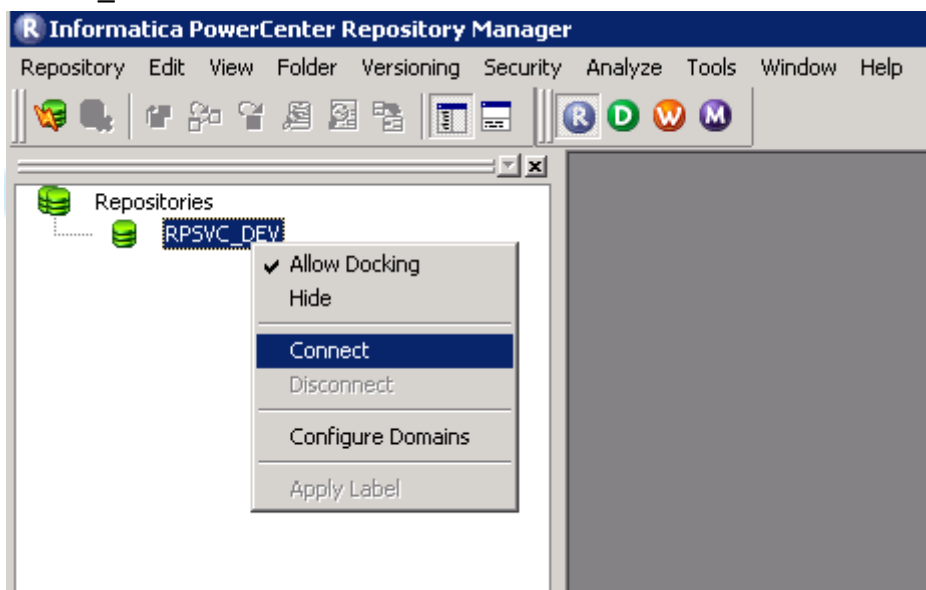 R Informatica PowerCenter Repository Manager
Repository Edit View Folder Versioning Security Analyze Tools Window Help
R D W M
Repositories
RPSVC_DEV
Allow Docking
Hide
Connect
Disconnect
Configure Domains
Apply Label